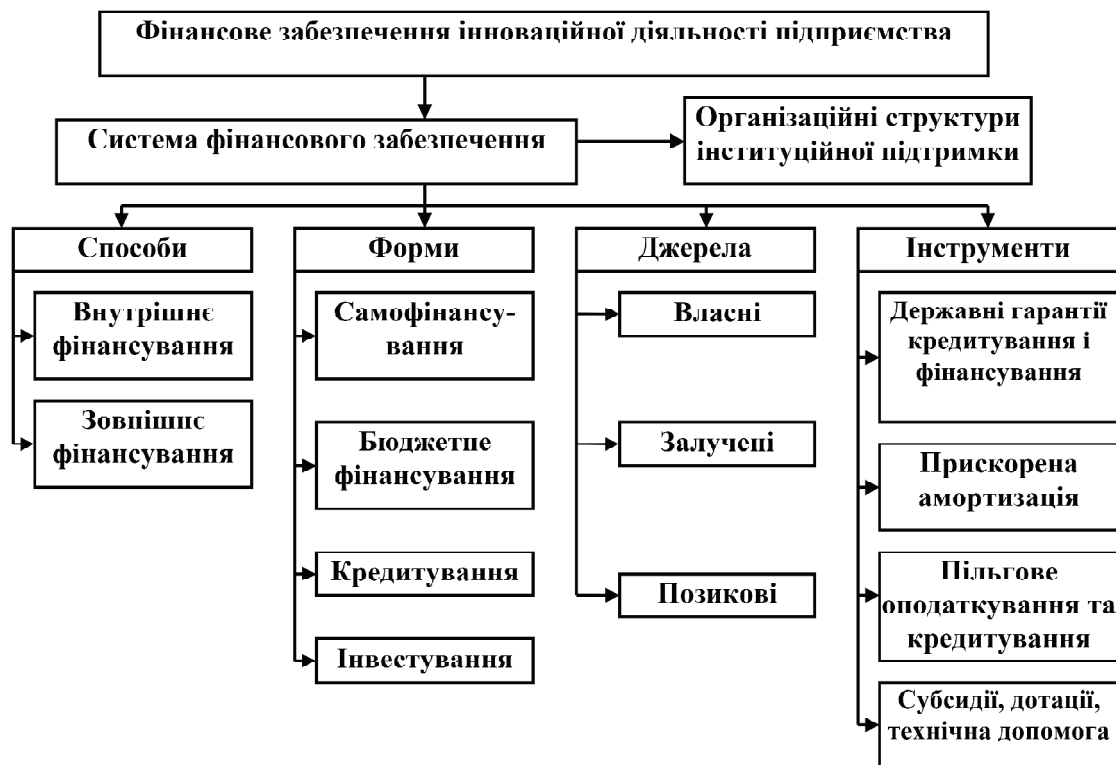 Фінансове забезпечення інноваційної діяльності підприємства
Система фінансового забезпечення
Організаційні структури
інституційної підтримки
Способи
Внутрішнє
фінансування
Зовнішнє
фінансування
Форми
Самофінансу-
вання
Бюджетне
фінансування
Кредитування
Інвестування
Джерела
Власні
Залучені
Позикові
Інструменти
Державні гарантії
кредитування і
фінансування
Прискорена
амортизація
Пільгове
оподаткування та
кредитування
Субсидії, дотації,
технічна допомога